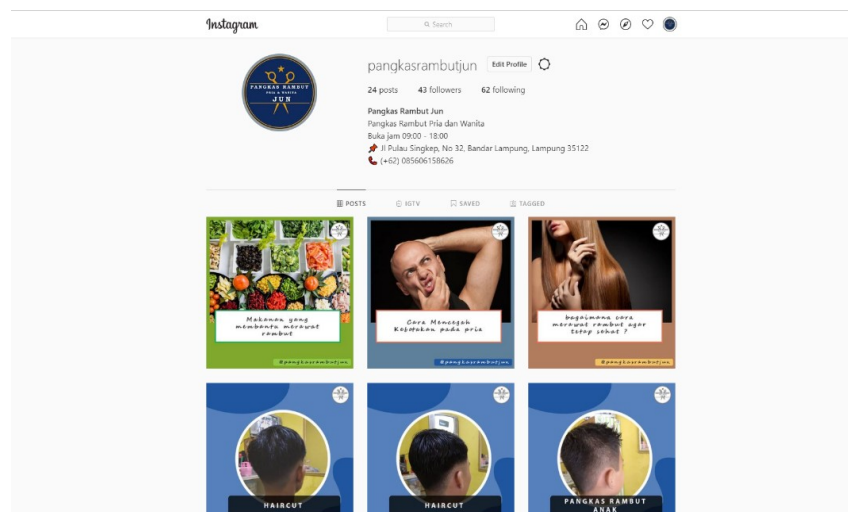 Instagram
Search
pangkasrambutjun Edit Profile
24 posts 43 followers 62 following
Pangkas Rambut Jun
Pangkas Rambut Pria dan Wanita
Buka jam 09:00 - 18:00
Jl Pulau Singkep, No 32, Bandar Lampung, Lampung 35122
(+62) 085606158626
PANGKAS RAMBUT
PRIA & WANITA
JUN
POSTS IGTV SAVED TAGGED
Makanan yang
membantu merawat
rambut
#pangkasrambutjun
Cara Mencegah
Kebotakan pada pria
#pangkasrambutjun
bagaimana cara
merawat rambut agar
tetap sehat ?
#pangkasrambutjun
HAIRCUT
HAIRCUT
PANGKAS RAMBUT
ANAK